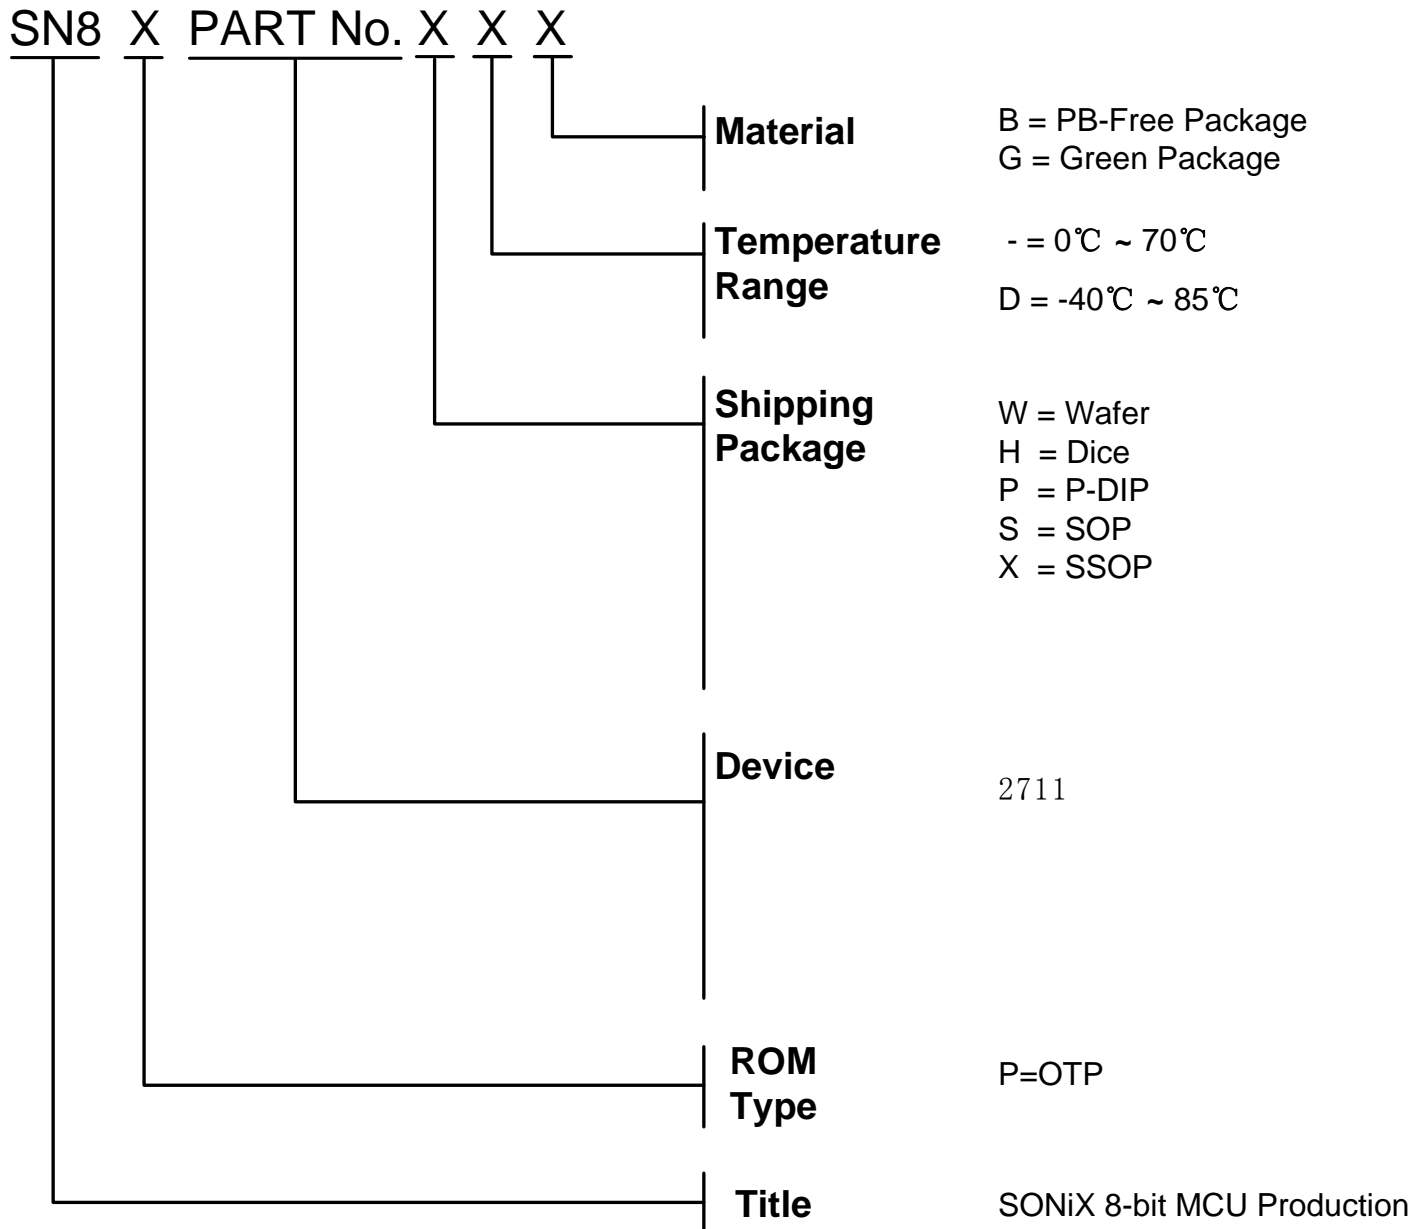 SN8 X PART No. X X X
Material
B = PB-Free Package
G = Green Package
Temperature
Range
- = 0℃ ~ 70℃
D = -40℃ ~ 85℃
Shipping
Package
W = Wafer
H = Dice
P = P-DIP
S = SOP
X = SSOP
Device
2711
ROM
Type
P=OTP
Title
SONiX 8-bit MCU Production